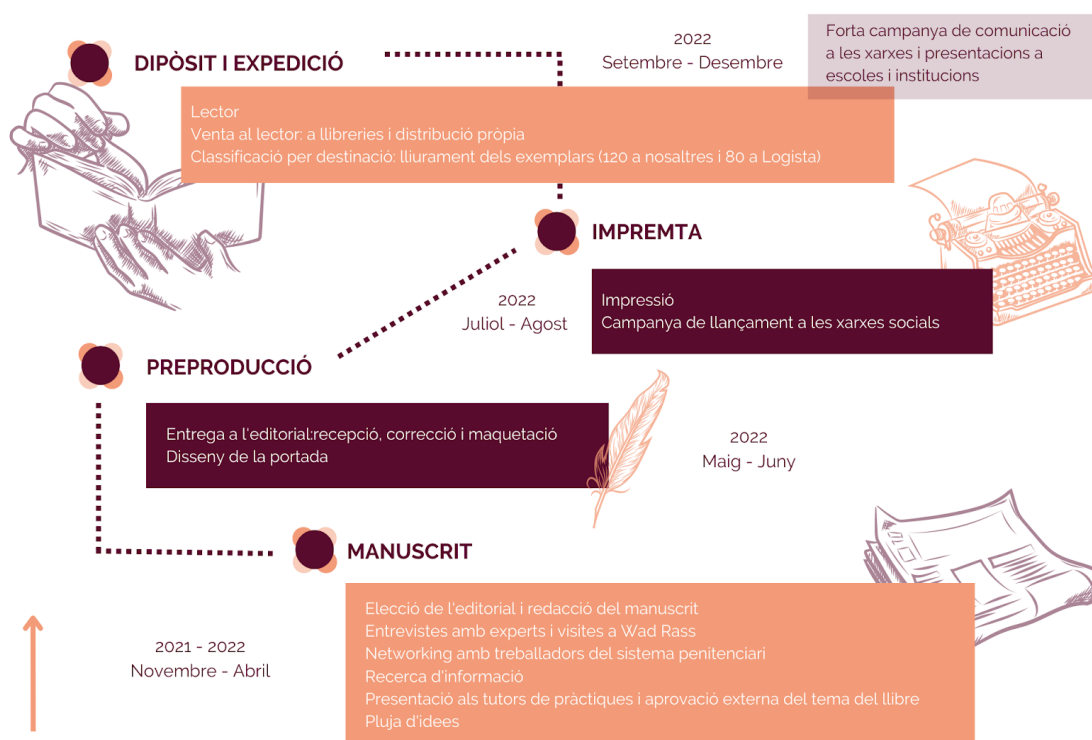 DIPÒSIT I EXPEDICIÓ
2022
Setembre - Desembre
Forta campanya de comunicació
a les xarxes i presentacions a
escoles i institucions
Lector
Venta al lector: a llibreries i distribució pròpia
Classificació per destinació: lliurament dels exemplars (120 a nosaltres i 80 a Logista)
IMPREMTA
2022
Juliol - Agost
Impressió
Campanya de llançament a les xarxes socials
PREPRODUCCIÓ
Entrega a l'editorial:recepció, correcció i maquetació
Disseny de la portada
2022
Maig - Juny
MANUSCRIT
2021 - 2022
Novembre - Abril
Elecció de l'editorial i redacció del manuscrit
Entrevistes amb experts i visites a Wad Rass
Networking amb treballadors del sistema penitenciari
Recerca d'informació
Presentació als tutors de pràctiques i aprovació externa del tema del llibre
Pluja d'idees